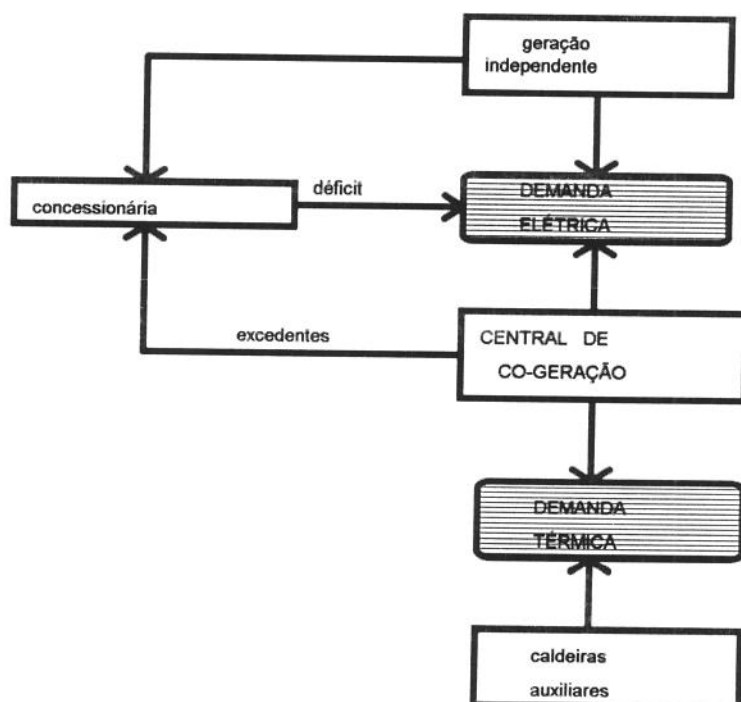 geração
independente
déficit
concessionária
DEMANDA
ELÉTRICA
excedentes
CENTRAL DE
CO-GERAÇÃO
DEMANDA
TÉRMICA
caldeiras
auxiliares